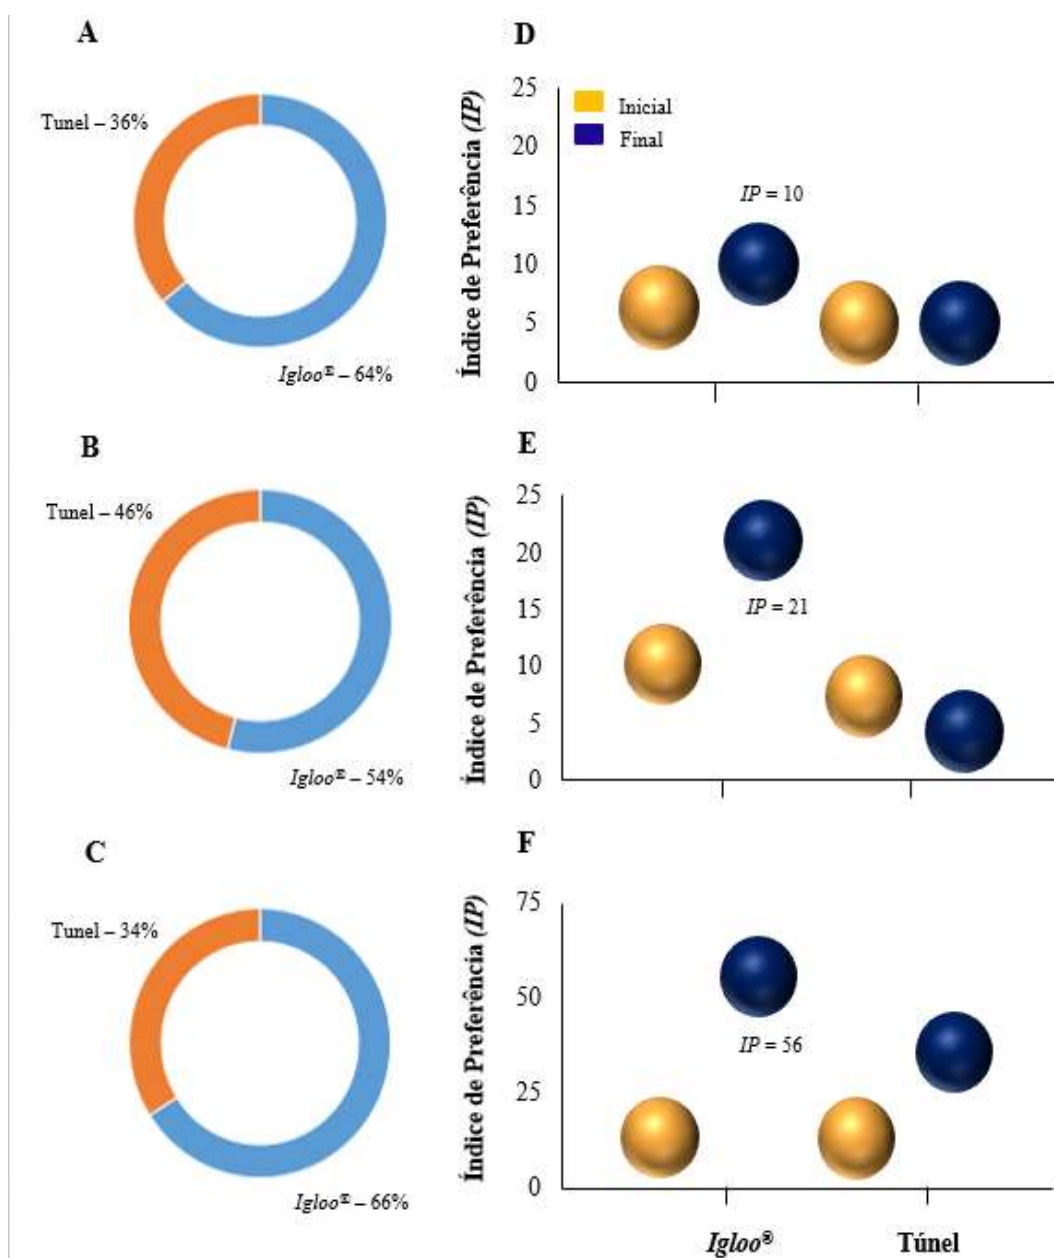 A
Tunel – 36%
Igloo® – 64%
D
Índice de Preferência (IP)
25
20
15
10
5
0
Inicial
Final
IP = 10
B
Tunel – 46%
Igloo® – 54%
E
Índice de Preferência (IP)
25
20
15
10
5
0
IP = 21
C
Tunel – 34%
Igloo® – 66%
F
Índice de Preferência (IP)
75
50
25
0
IP = 56
Igloo®
Túnel